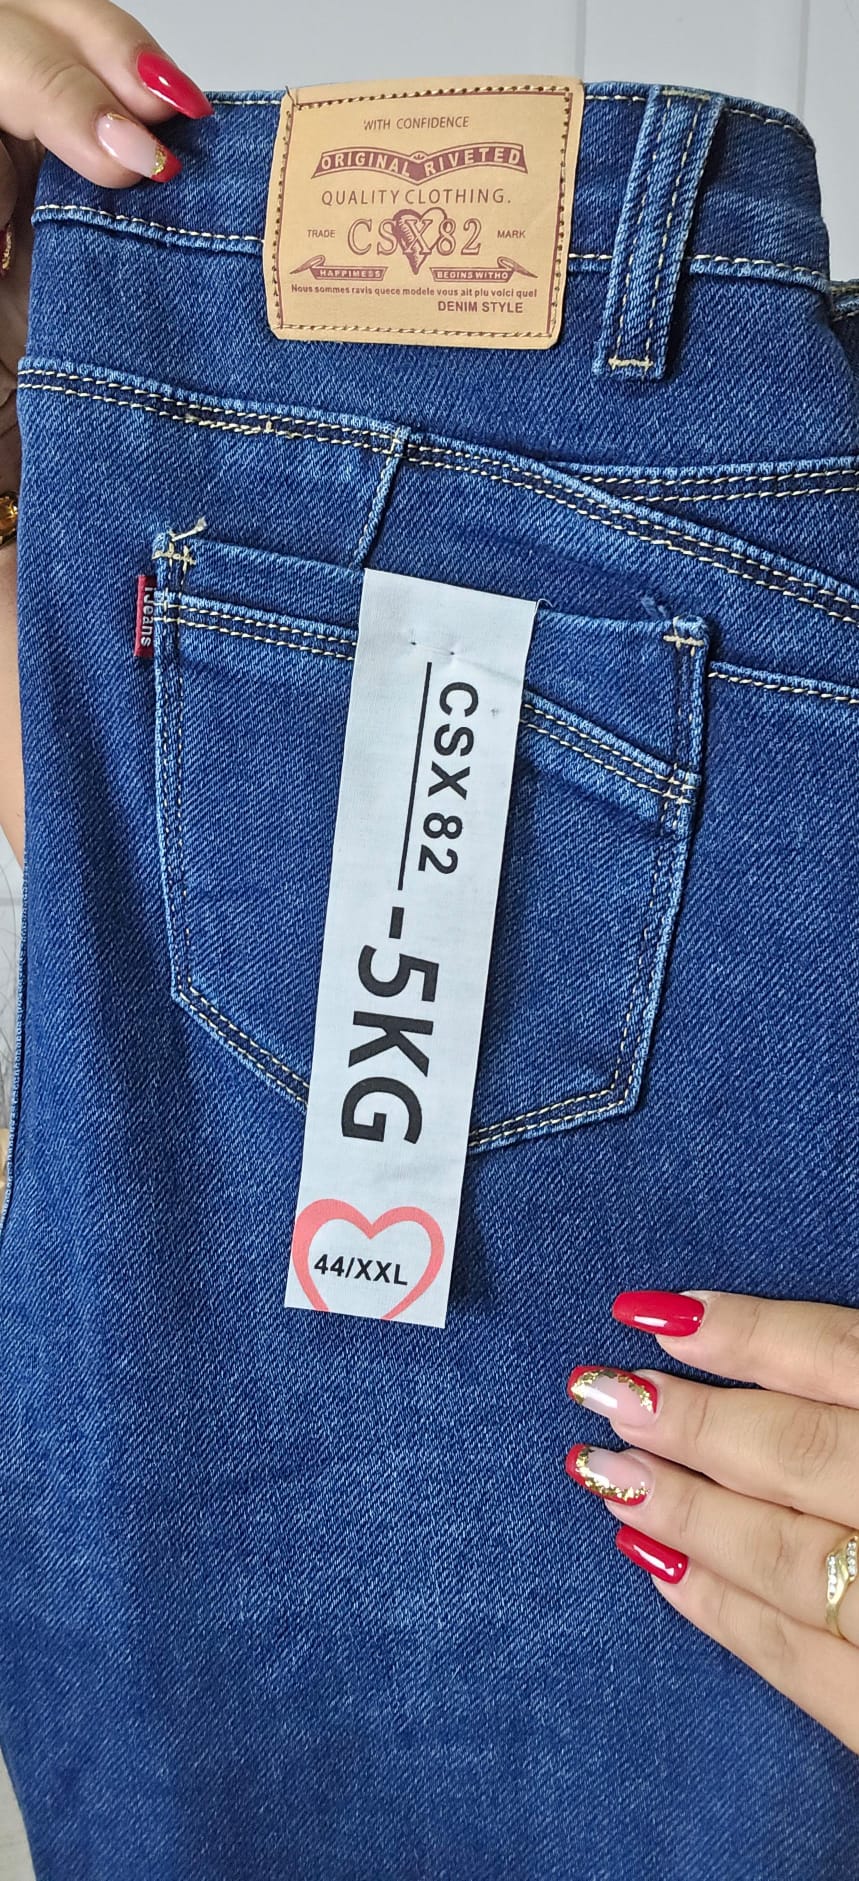 WITH CONFIDENCE
ORIGINAL RIVETED
QUALITY CLOTHING.
TRADE CSX82 MARK
HAPPIMESS BEGINS WITHO
Nous sommes ravis quece modele vous ait plu voici quel
DENIM STYLE
Jeans
CSX 82
-5KG
44/XXL